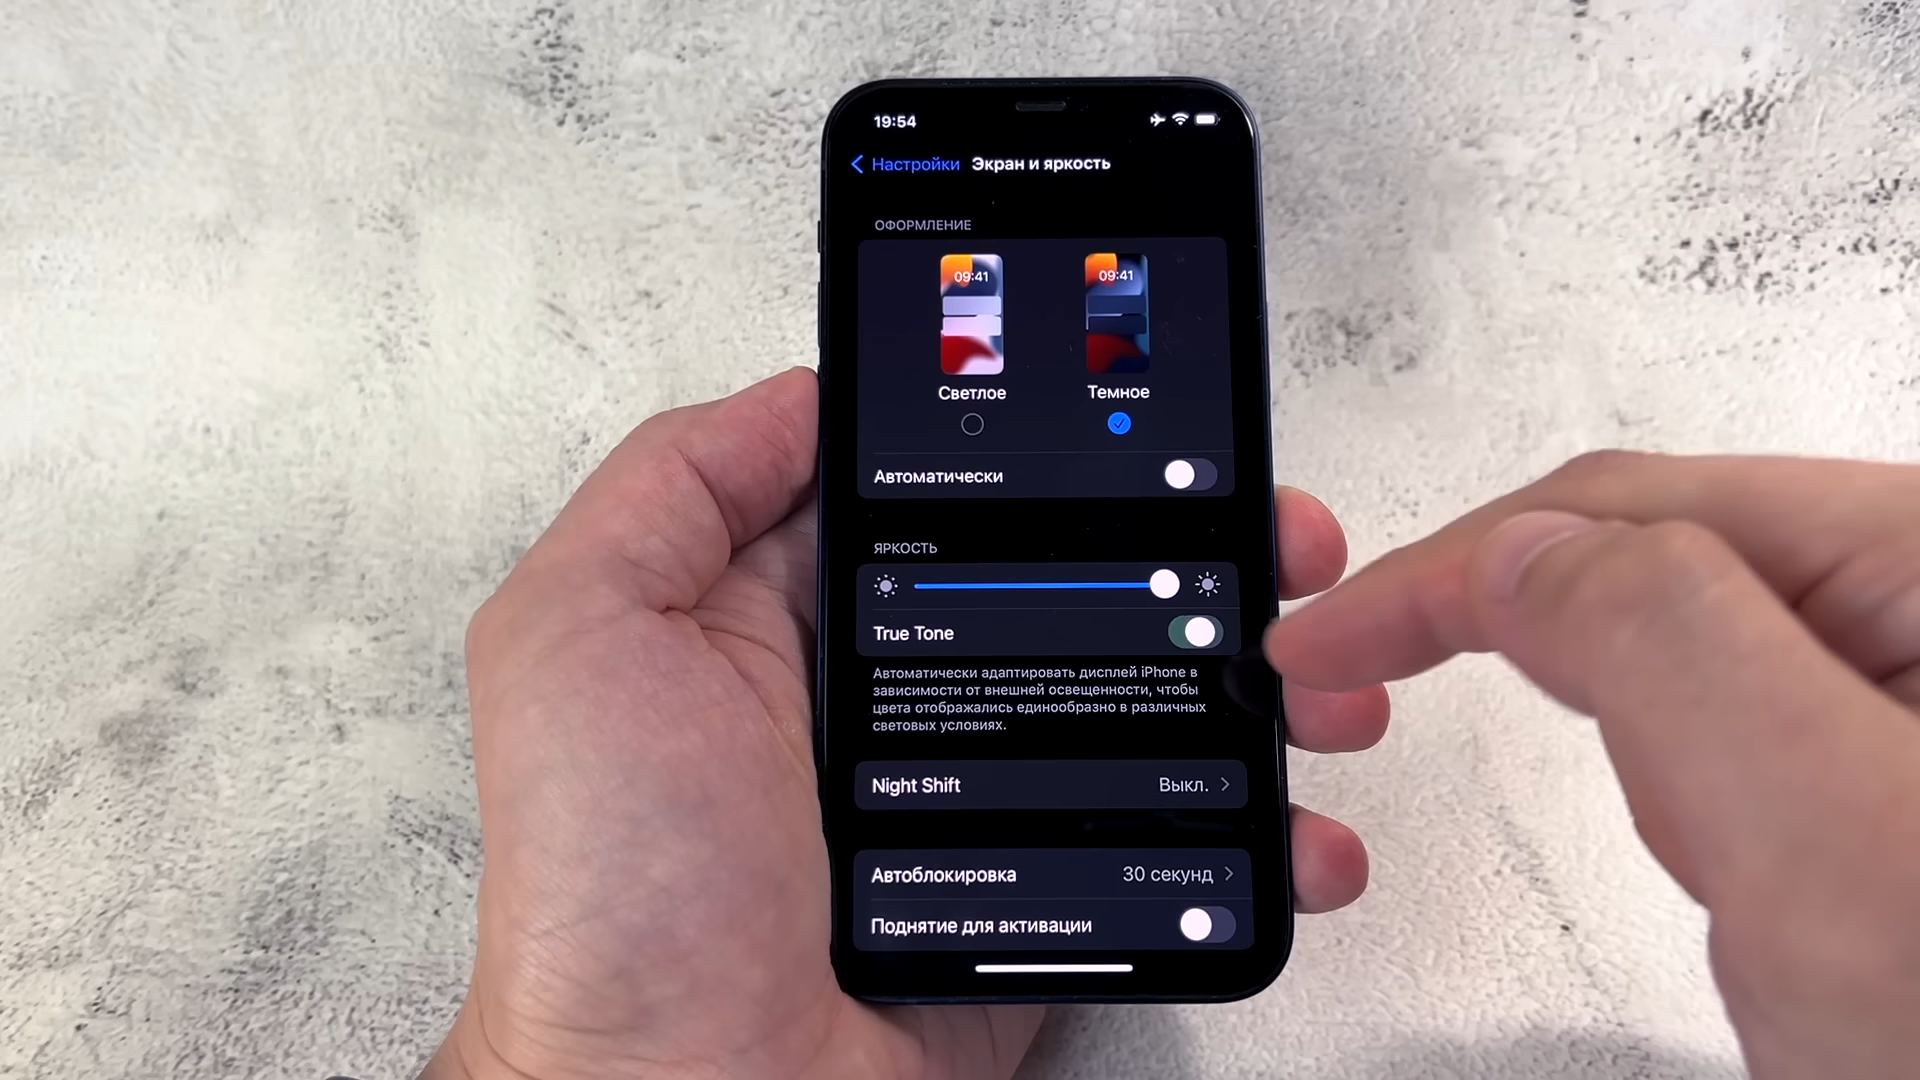 19:54
Настройки Экран и яркость
ОФОРМЛЕНИЕ
09:41 09:41
Светлое Темное
Автоматически
ЯРКОСТЬ
True Tone
Автоматически адаптировать дисплей iPhone в
зависимости от внешней освещенности, чтобы
цвета отображались единообразно в различных
световых условиях.
Night Shift Выкл.
Автоблокировка 30 секунд
Поднятие для активации